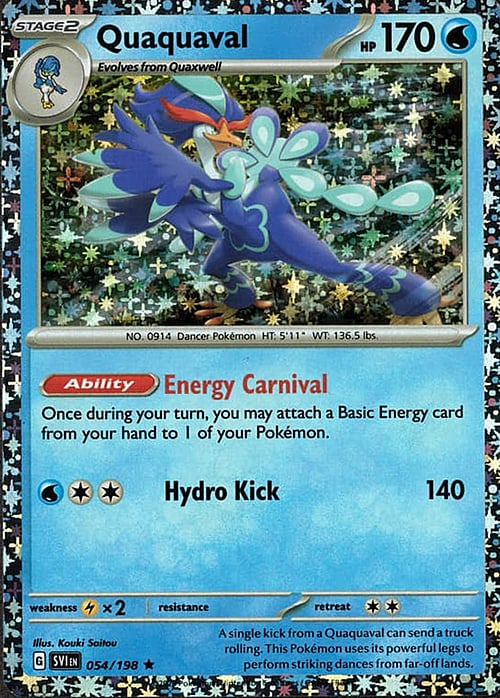 STAGE2 Quaquaval HP 170
Evolves from Quaxwell
NO. 0914 Dancer Pokémon HT: 5'11" WT: 136.5 lbs.
Ability Energy Carnival
Once during your turn, you may attach a Basic Energy card
from your hand to 1 of your Pokémon.
Hydro Kick 140
weakness ×2 resistance retreat
Illus. Kouki Saitou
A single kick from a Quaquaval can send a truck
rolling. This Pokémon uses its powerful legs to
perform striking dances from far-off lands.
G SVI EN 054/198 ★